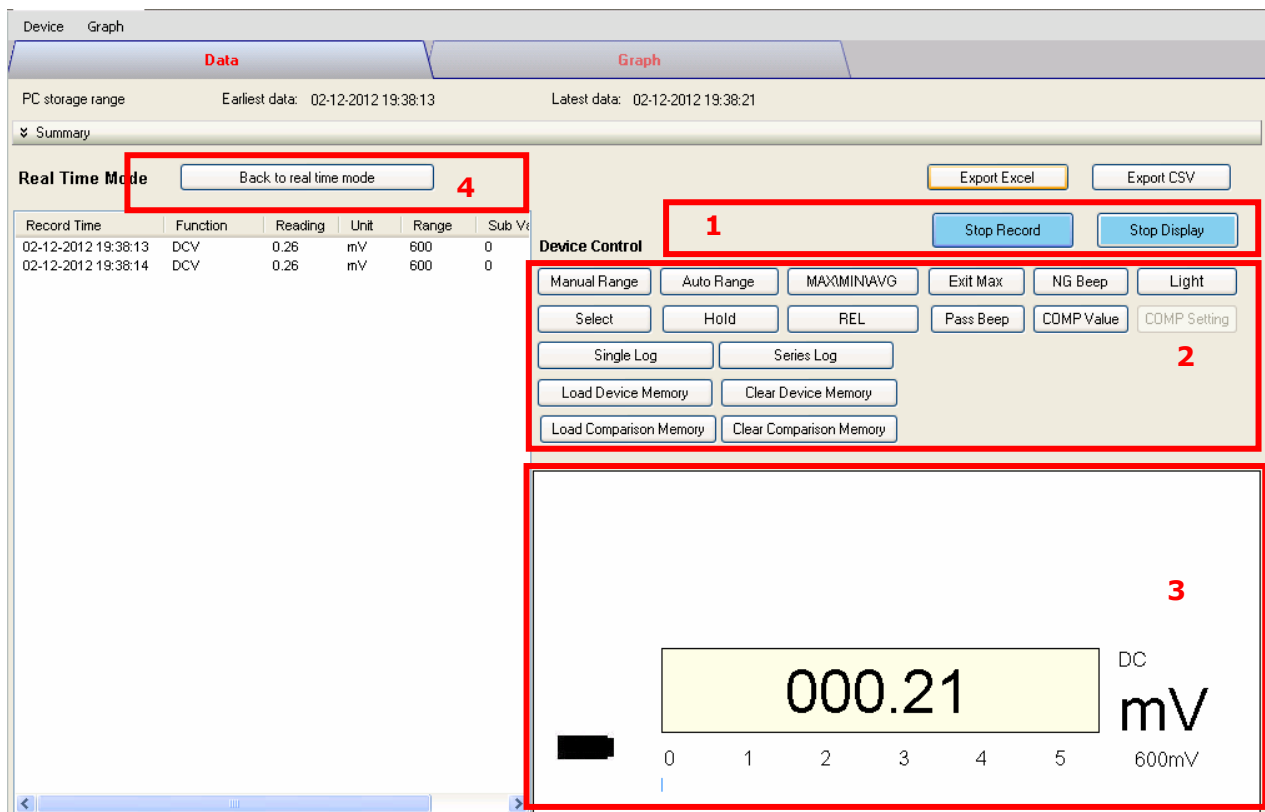 Device Graph
Data Graph
PC storage range Earliest data: 02-12-2012 19:38:13 Latest data: 02-12-2012 19:38:21
Summary
Real Time Mode Back to real time mode 4 Export Excel Export CSV
Record Time Function Reading Unit Range Sub Va
02-12-2012 19:38:13 DCV 0.26 mV 600 0
02-12-2012 19:38:14 DCV 0.26 mV 600 0
1 Stop Record Stop Display
Device Control
Manual Range Auto Range MAX\MIN\AVG Exit Max NG Beep Light
Select Hold REL Pass Beep COMP Value COMP Setting
Single Log Series Log 2
Load Device Memory Clear Device Memory
Load Comparison Memory Clear Comparison Memory
3
000.21 DC
mV
0 1 2 3 4 5 600mV